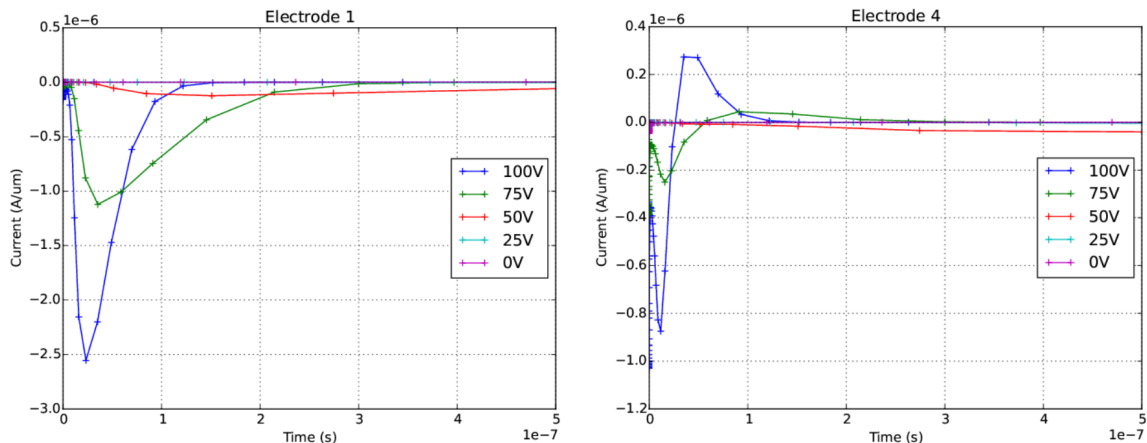 Electrode 1
1e−6
0.5
0.0
−0.5
−1.0
−1.5
−2.0
−2.5
−3.0
Current (A/um)
100V
75V
50V
25V
0V
0 1 2 3 4 5
Time (s)
1e−7
Electrode 4
1e−6
0.4
0.2
0.0
−0.2
−0.4
−0.6
−0.8
−1.0
−1.2
Current (A/um)
100V
75V
50V
25V
0V
0 1 2 3 4 5
Time (s)
1e−7